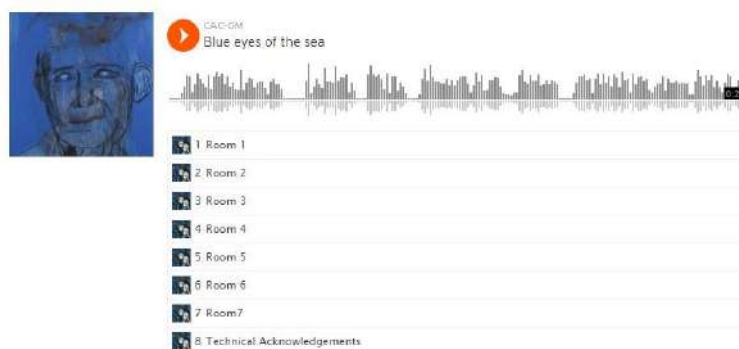 CAC-GM
Blue eyes of the sea
1 Room 1
2 Room 2
3 Room 3
4 Room 4
5 Room 5
6 Room 6
7 Room7
8 Technical Acknowledgements